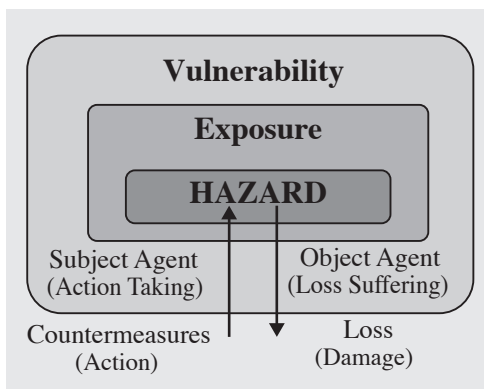 Vulnerability
Exposure
HAZARD
Subject Agent
(Action Taking)
Object Agent
(Loss Suffering)
Countermeasures
(Action)
Loss
(Damage)